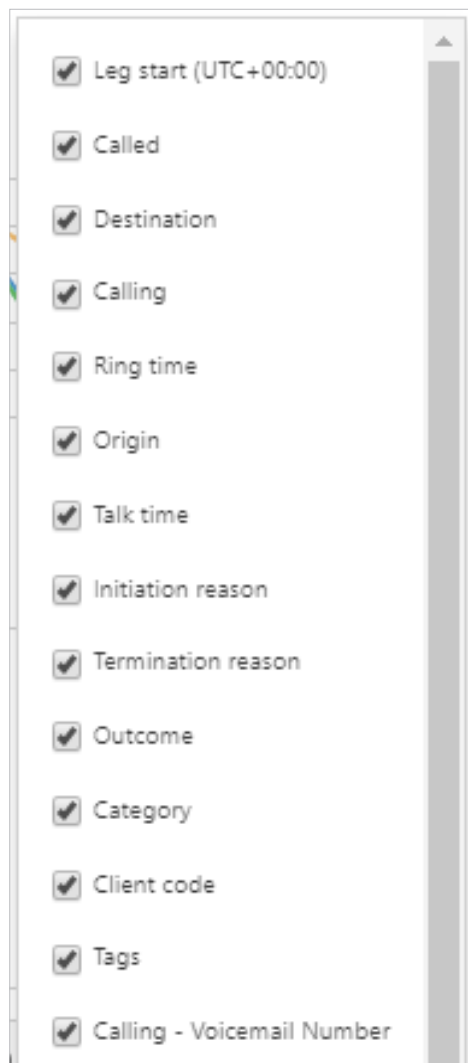 Leg start (UTC+00:00)
Called
Destination
Calling
Ring time
Origin
Talk time
Initiation reason
Termination reason
Outcome
Category
Client code
Tags
Calling - Voicemail Number